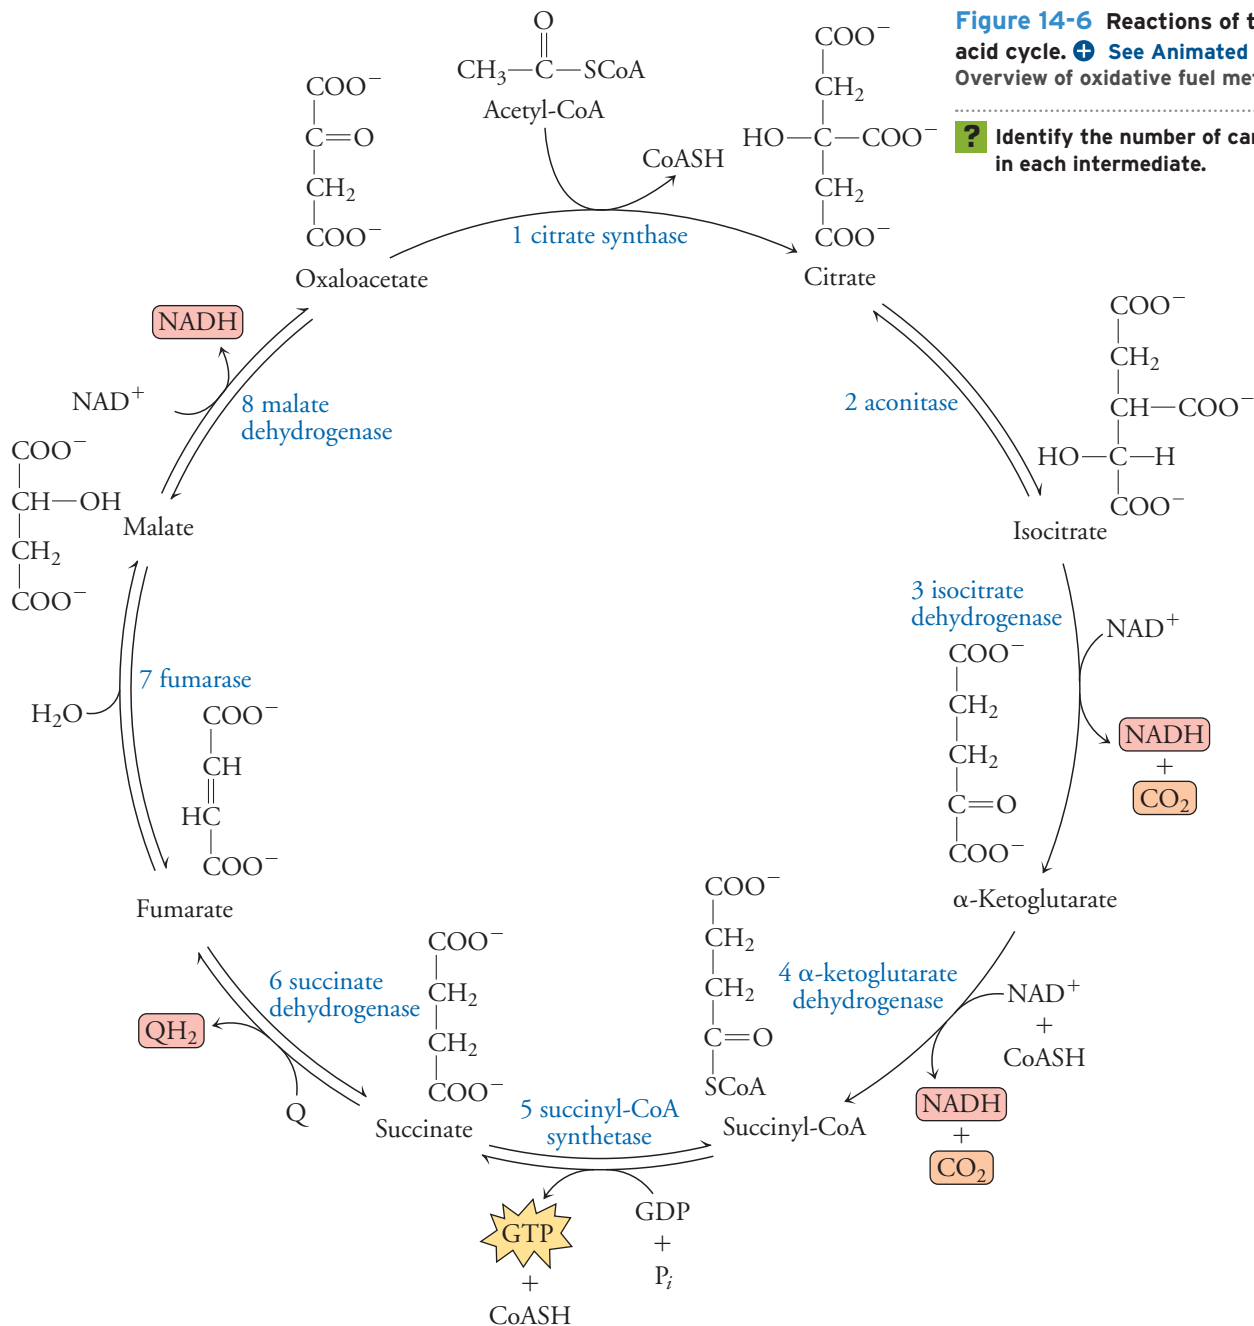 Figure 14-6 Reactions of t
acid cycle. + See Animated
Overview of oxidative fuel met
? Identify the number of car
in each intermediate.
O
CH₃—C—SCoA
Acetyl-CoA
CoASH
1 citrate synthase
COO⁻
C=O
CH₂
COO⁻
Oxaloacetate
COO⁻
CH₂
HO—C—COO⁻
CH₂
COO⁻
Citrate
2 aconitase
COO⁻
CH₂
CH—COO⁻
HO—C—H
COO⁻
Isocitrate
3 isocitrate
dehydrogenase
NAD⁺
NADH
+
CO₂
COO⁻
CH₂
CH₂
C=O
COO⁻
α-Ketoglutarate
4 α-ketoglutarate
dehydrogenase
NAD⁺
+
CoASH
NADH
+
CO₂
COO⁻
CH₂
CH₂
C=O
SCoA
Succinyl-CoA
5 succinyl-CoA
synthetase
GDP
+
Pᵢ
GTP
+
CoASH
COO⁻
CH₂
CH₂
COO⁻
Succinate
6 succinate
dehydrogenase
Q
QH₂
COO⁻
CH
HC
COO⁻
Fumarate
7 fumarase
H₂O
COO⁻
CH—OH
CH₂
COO⁻
Malate
8 malate
dehydrogenase
NAD⁺
NADH